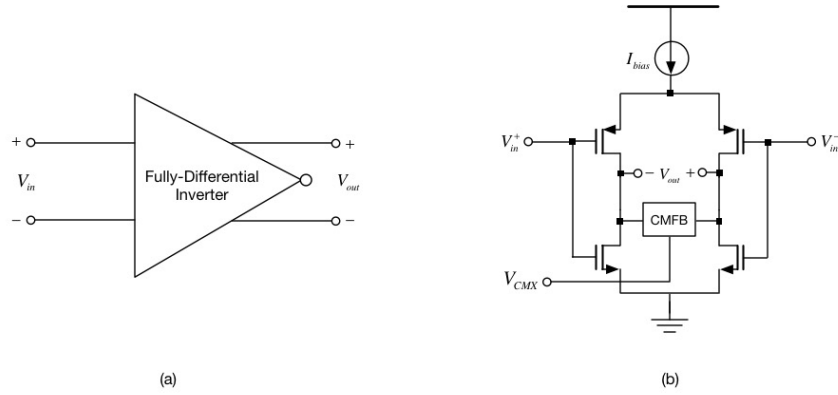 +
V_in
−
Fully-Differential
Inverter
+
V_out
−
(a)
I_bias
V_in^+
V_in^-
− V_out +
CMFB
V_CMX
(b)